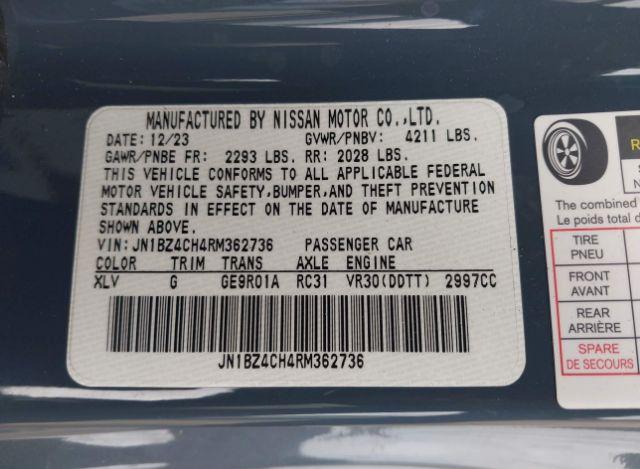 MANUFACTURED BY NISSAN MOTOR CO.,LTD.
DATE: 12/23 GVWR/PNBV: 4211 LBS.
GAWR/PNBE FR: 2293 LBS. RR: 2028 LBS.
THIS VEHICLE CONFORMS TO ALL APPLICABLE FEDERAL
MOTOR VEHICLE SAFETY,BUMPER,AND THEFT PREVENTION
STANDARDS IN EFFECT ON THE DATE OF MANUFACTURE
SHOWN ABOVE.
VIN:JN1BZ4CH4RM362736 PASSENGER CAR
COLOR TRIM TRANS AXLE ENGINE
XLV G GE9R01A RC31 VR30(DDTT) 2997CC
JN1BZ4CH4RM362736
The combined
Le poids total d
TIRE
PNEU
FRONT
AVANT
REAR
ARRIÈRE
SPARE
DE SECOURS